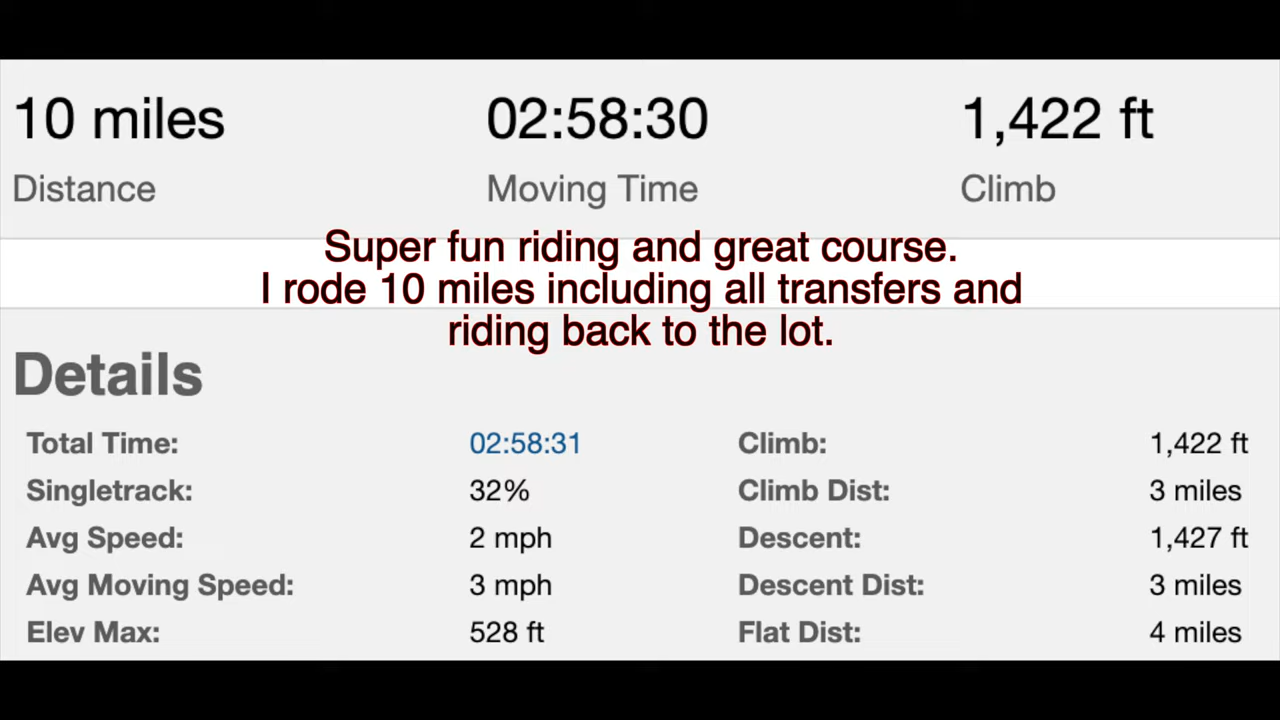 10 miles 02:58:30 1,422 ft
Distance Moving Time Climb
Super fun riding and great course.
I rode 10 miles including all transfers and
riding back to the lot.
Details
Total Time: 02:58:31 Climb: 1,422 ft
Singletrack: 32% Climb Dist: 3 miles
Avg Speed: 2 mph Descent: 1,427 ft
Avg Moving Speed: 3 mph Descent Dist: 3 miles
Elev Max: 528 ft Flat Dist: 4 miles